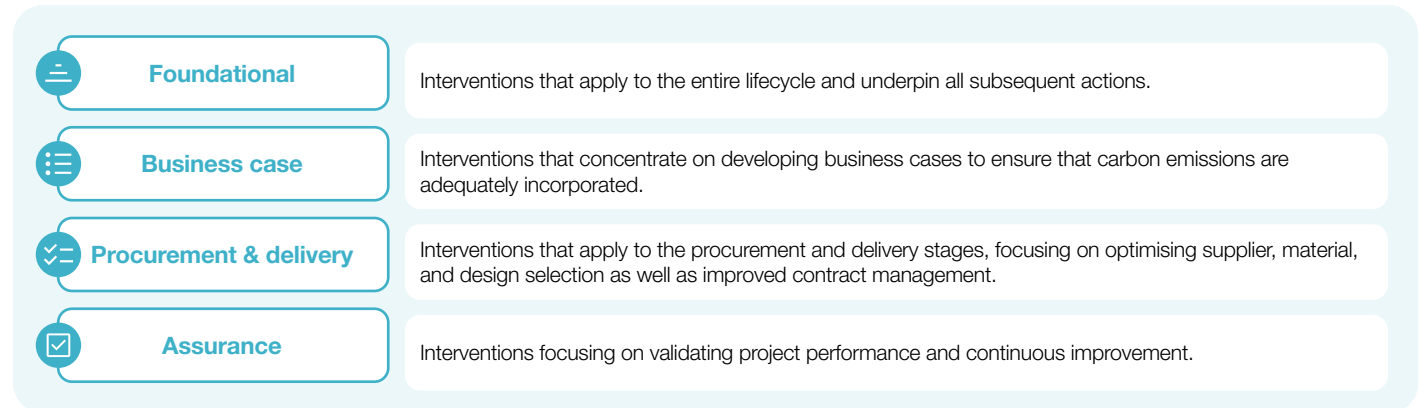 Foundational
Interventions that apply to the entire lifecycle and underpin all subsequent actions.
Business case
Interventions that concentrate on developing business cases to ensure that carbon emissions are
adequately incorporated.
Procurement & delivery
Interventions that apply to the procurement and delivery stages, focusing on optimising supplier, material,
and design selection as well as improved contract management.
Assurance
Interventions focusing on validating project performance and continuous improvement.